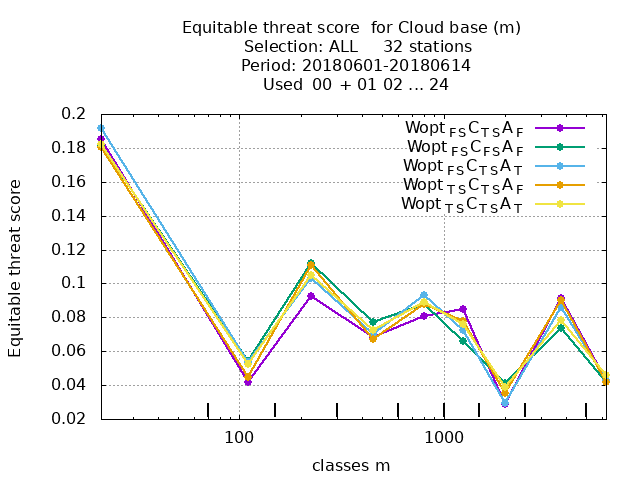 Equitable threat score for Cloud base (m)
Selection: ALL 32 stations
Period: 20180601-20180614
Used 00 + 01 02 ... 24
Equitable threat score
0.2
0.18
0.16
0.14
0.12
0.1
0.08
0.06
0.04
0.02
Wopt FS C TS A F
Wopt FS C FS A F
Wopt FS C TS A T
Wopt TS C TS A F
Wopt TS C TS A T
100 1000
classes m